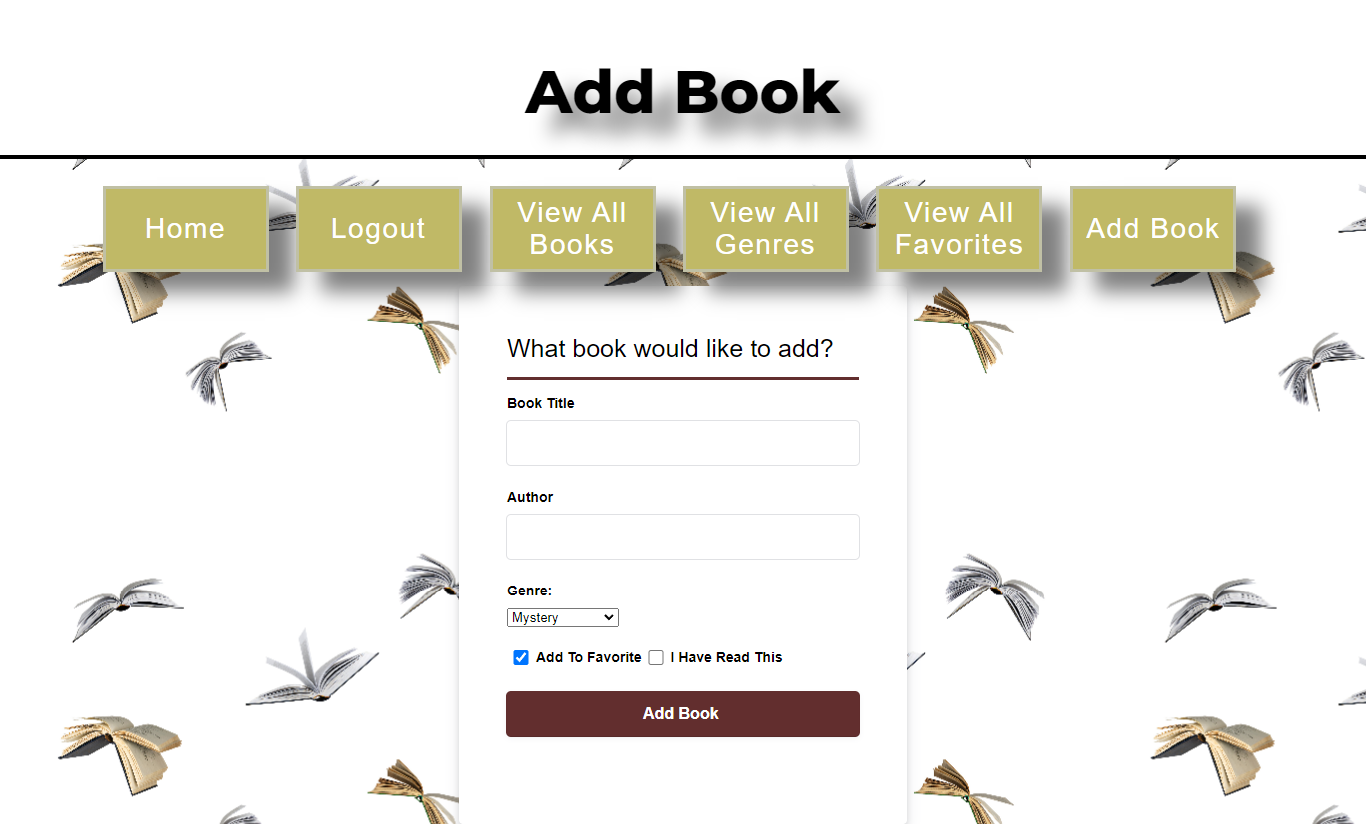 Add Book
Home
Logout
View All
Books
View All
Genres
View All
Favorites
Add Book
What book would like to add?
Book Title
Author
Genre:
Mystery
Add To Favorite I Have Read This
Add Book